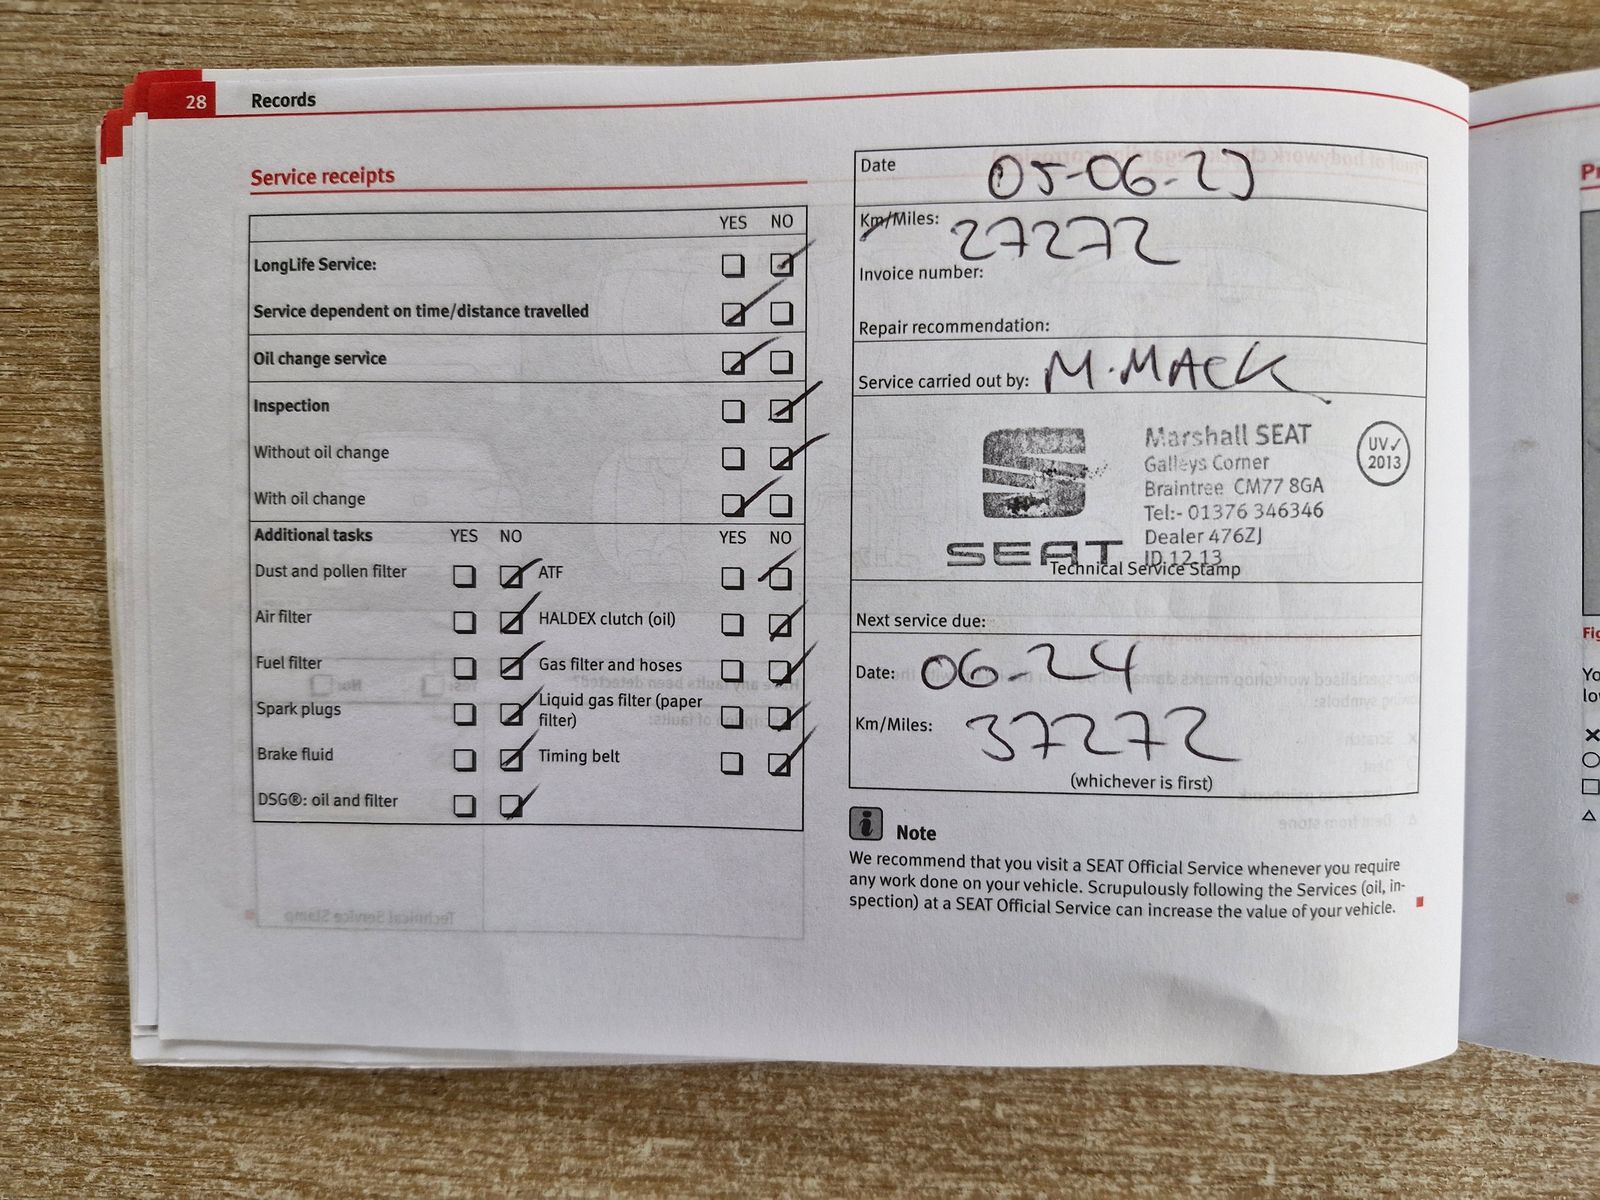 28
Records
Service receipts
YES NO
LongLife Service:
Service dependent on time/distance travelled
Oil change service
Inspection
Without oil change
With oil change
Additional tasks YES NO YES NO
Dust and pollen filter ATF
Air filter HALDEX clutch (oil)
Fuel filter Gas filter and hoses
Spark plugs Liquid gas filter (paper
filter)
Brake fluid Timing belt
DSG®: oil and filter
Date 05-06-23
Km/Miles: 27272
Invoice number:
Repair recommendation:
Service carried out by: M.MACK
Marshall SEAT
Galleys Corner
Braintree CM77 8GA
Tel:- 01376 346346
Dealer 476ZJ
ID.12.13
UV✓
2013
SEAT
Technical Service Stamp
Next service due:
Date: 06-24
Km/Miles: 37272
(whichever is first)
i Note
We recommend that you visit a SEAT Official Service whenever you require
any work done on your vehicle. Scrupulously following the Services (oil, in-
spection) at a SEAT Official Service can increase the value of your vehicle.